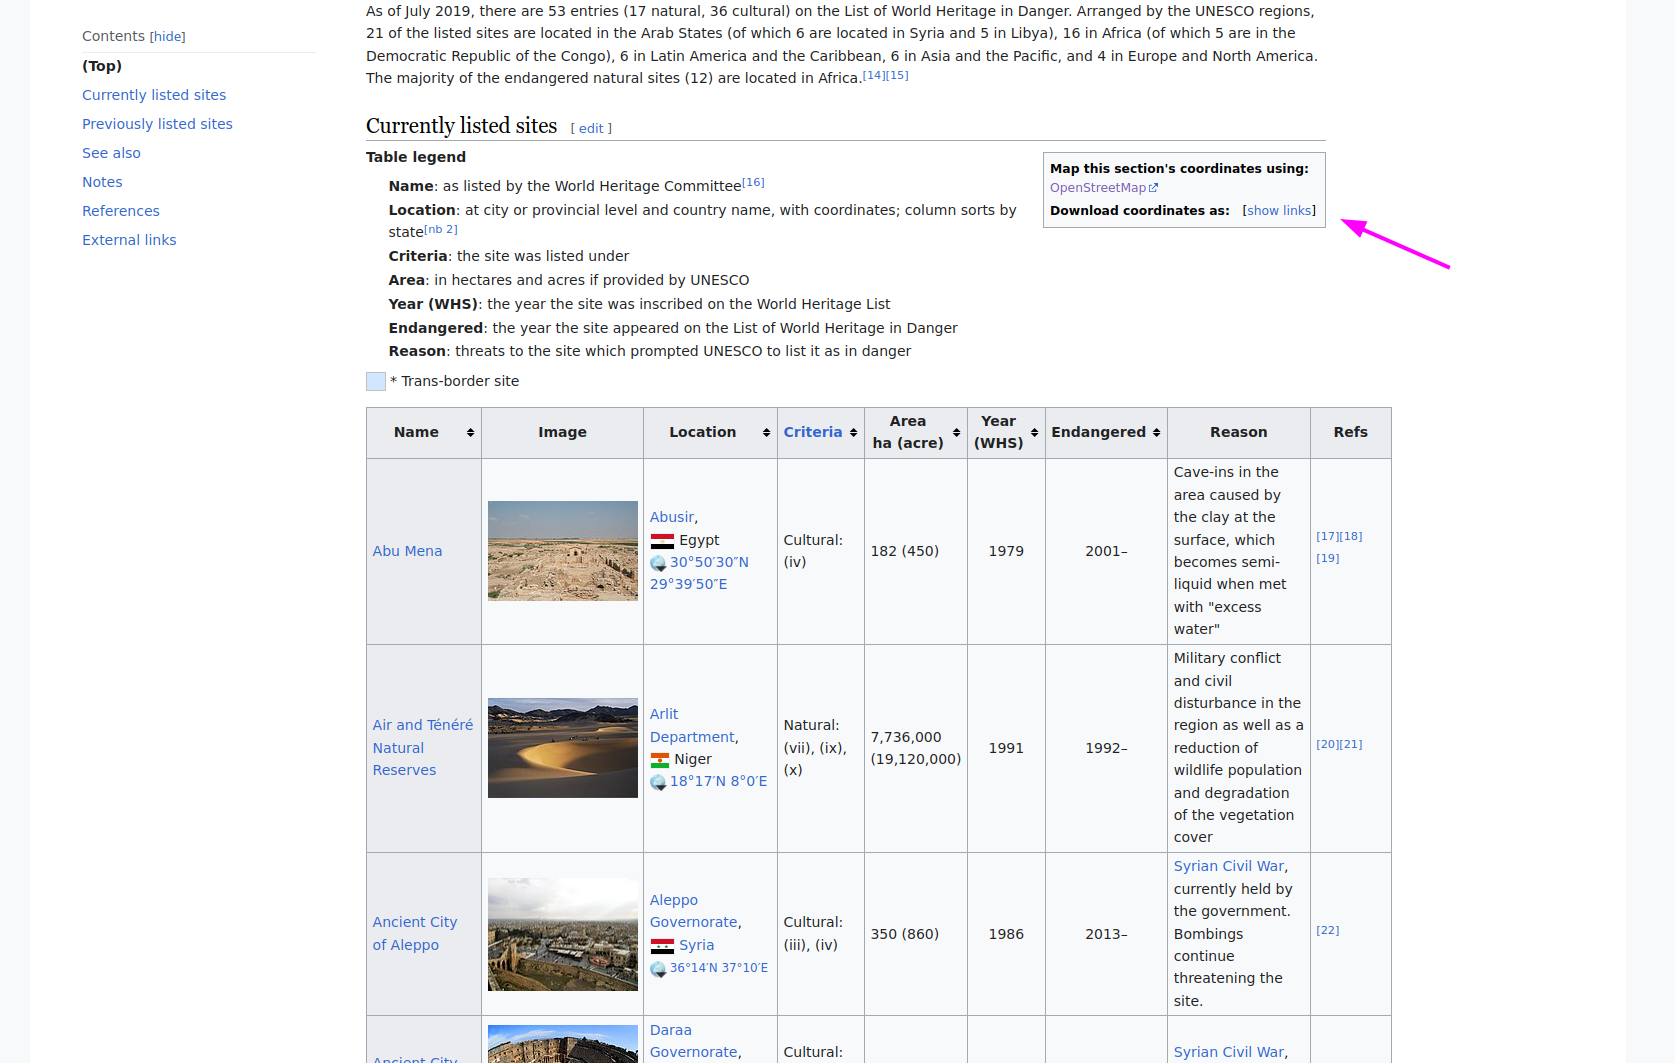 Contents [hide]
(Top)
Currently listed sites
Previously listed sites
See also
Notes
References
External links
As of July 2019, there are 53 entries (17 natural, 36 cultural) on the List of World Heritage in Danger. Arranged by the UNESCO regions,
21 of the listed sites are located in the Arab States (of which 6 are located in Syria and 5 in Libya), 16 in Africa (of which 5 are in the
Democratic Republic of the Congo), 6 in Latin America and the Caribbean, 6 in Asia and the Pacific, and 4 in Europe and North America.
The majority of the endangered natural sites (12) are located in Africa.[14][15]
Currently listed sites [ edit ]
Table legend
Name: as listed by the World Heritage Committee[16]
Location: at city or provincial level and country name, with coordinates; column sorts by
state[nb 2]
Criteria: the site was listed under
Area: in hectares and acres if provided by UNESCO
Year (WHS): the year the site was inscribed on the World Heritage List
Endangered: the year the site appeared on the List of World Heritage in Danger
Reason: threats to the site which prompted UNESCO to list it as in danger
* Trans-border site
Map this section's coordinates using:
OpenStreetMap
Download coordinates as: [show links]
Name
Image
Location
Criteria
Area
ha (acre)
Year
(WHS)
Endangered
Reason
Refs
Abu Mena
Abusir,
Egypt
30°50′30″N
29°39′50″E
Cultural:
(iv)
182 (450)
1979
2001–
Cave-ins in the
area caused by
the clay at the
surface, which
becomes semi-
liquid when met
with "excess
water"
[17][18]
[19]
Air and Ténéré
Natural
Reserves
Arlit
Department,
Niger
18°17′N 8°0′E
Natural:
(vii), (ix),
(x)
7,736,000
(19,120,000)
1991
1992–
Military conflict
and civil
disturbance in the
region as well as a
reduction of
wildlife population
and degradation
of the vegetation
cover
[20][21]
Ancient City
of Aleppo
Aleppo
Governorate,
Syria
36°14′N 37°10′E
Cultural:
(iii), (iv)
350 (860)
1986
2013–
Syrian Civil War,
currently held by
the government.
Bombings
continue
threatening the
site.
[22]
Ancient City
Daraa
Governorate,
Cultural:
Syrian Civil War,